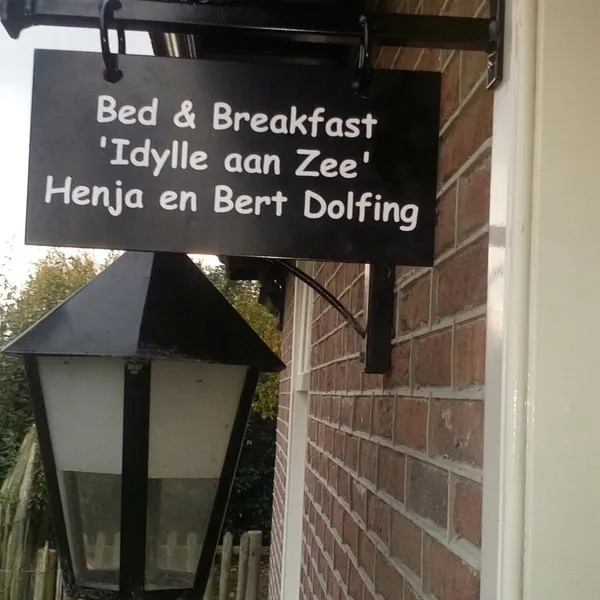 Bed & Breakfast
'Idylle aan Zee'
Henja en Bert Dolfing